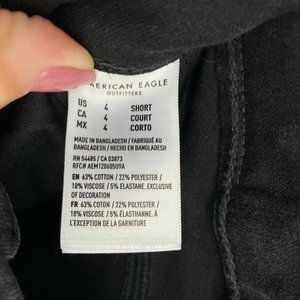 AMERICAN EAGLE
OUTFITTERS
US 4 SHORT
CA 4 COURT
MX 4 CORTO
MADE IN BANGLADESH / FABRIQUÉ AU
BANGLADESH / HECHO EN BANGLADESH
RN 54485 / CA 03873
RFC# AEM120605U9A
EN 63% COTTON / 22% POLYESTER /
10% VISCOSE / 5% ELASTANE. EXCLUSIVE
OF DECORATION
FR 63% COTON / 22% POLYESTER /
10% VISCOSE / 5% ÉLASTHANNE. À
L'EXCEPTION DE LA GARNITURE